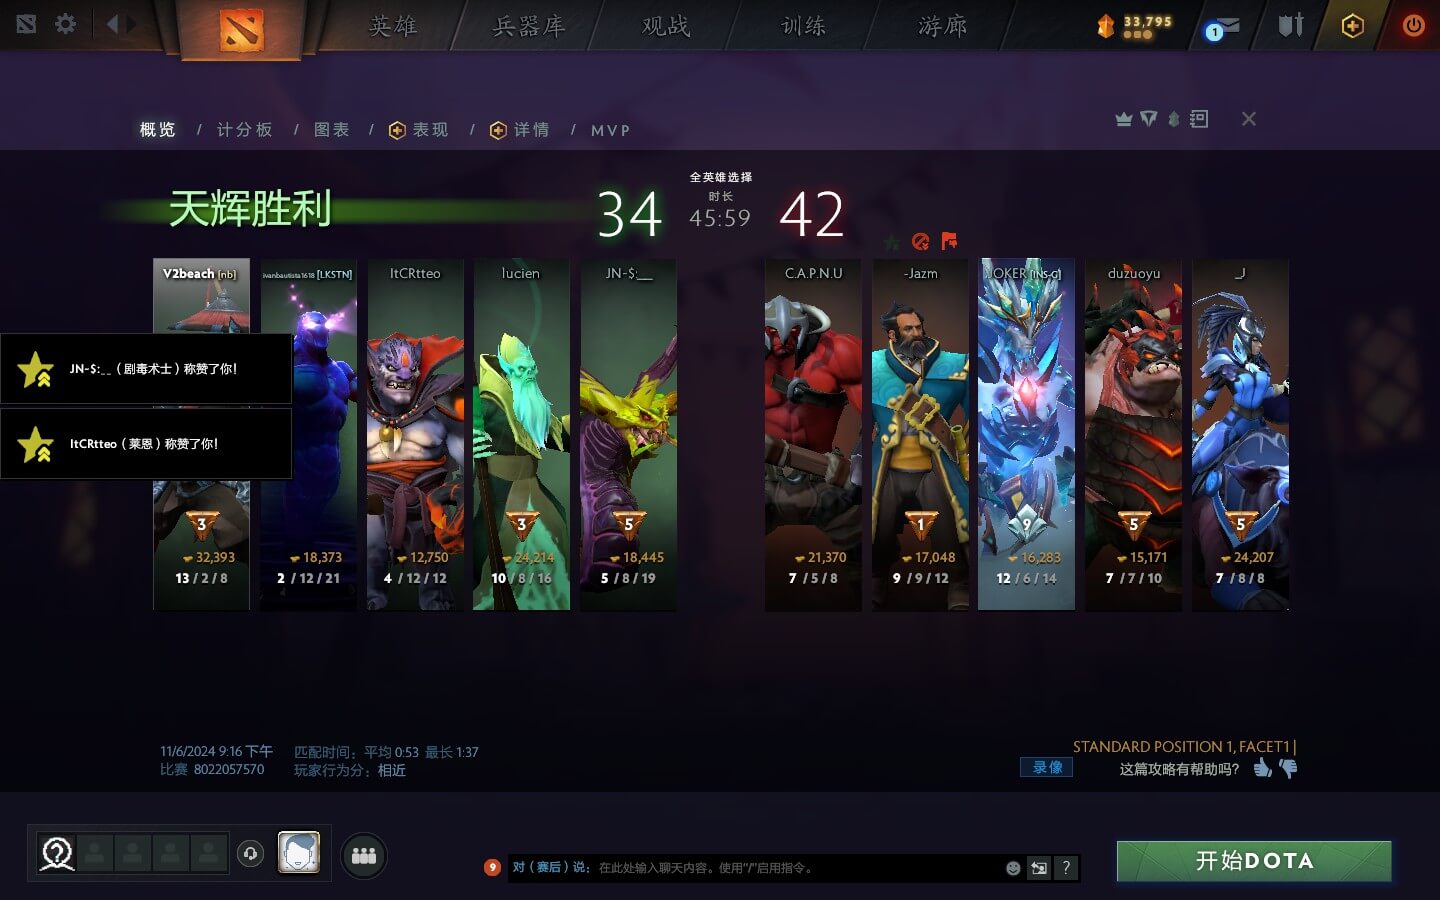 英雄 兵器库 观战 训练 游廊
33,795
1
概览 / 计分板 / 图表 / 表现 / 详情 / MVP
天辉胜利
34
全英雄选择
时长
45:59
42
V2beach [nb]
ivanbautista1618 [LKSTN]
ItCRtteo
lucien
JN-$:__
C.A.P.N.U
-Jazm
JOKER [INS-G]
duzuoyu
_J
JN-$:__（剧毒术士）称赞了你！
ItCRtteo（莱恩）称赞了你！
3 3 5 1 9 5 5
32,393 18,373 12,750 24,214 18,445 21,370 17,048 16,283 15,171 24,207
13 / 2 / 8 2 / 12 / 21 4 / 12 / 12 10 / 8 / 16 5 / 8 / 19 7 / 5 / 8 9 / 9 / 12 12 / 6 / 14 7 / 7 / 10 7 / 8 / 8
11/6/2024 9:16 下午 匹配时间：平均 0:53 最长 1:37
比赛 8022057570 玩家行为分：相近
STANDARD POSITION 1, FACET1|
录像 这篇攻略有帮助吗？
9 对（赛后）说： 在此处输入聊天内容。使用“/”启用指令。 ?
开始DOTA